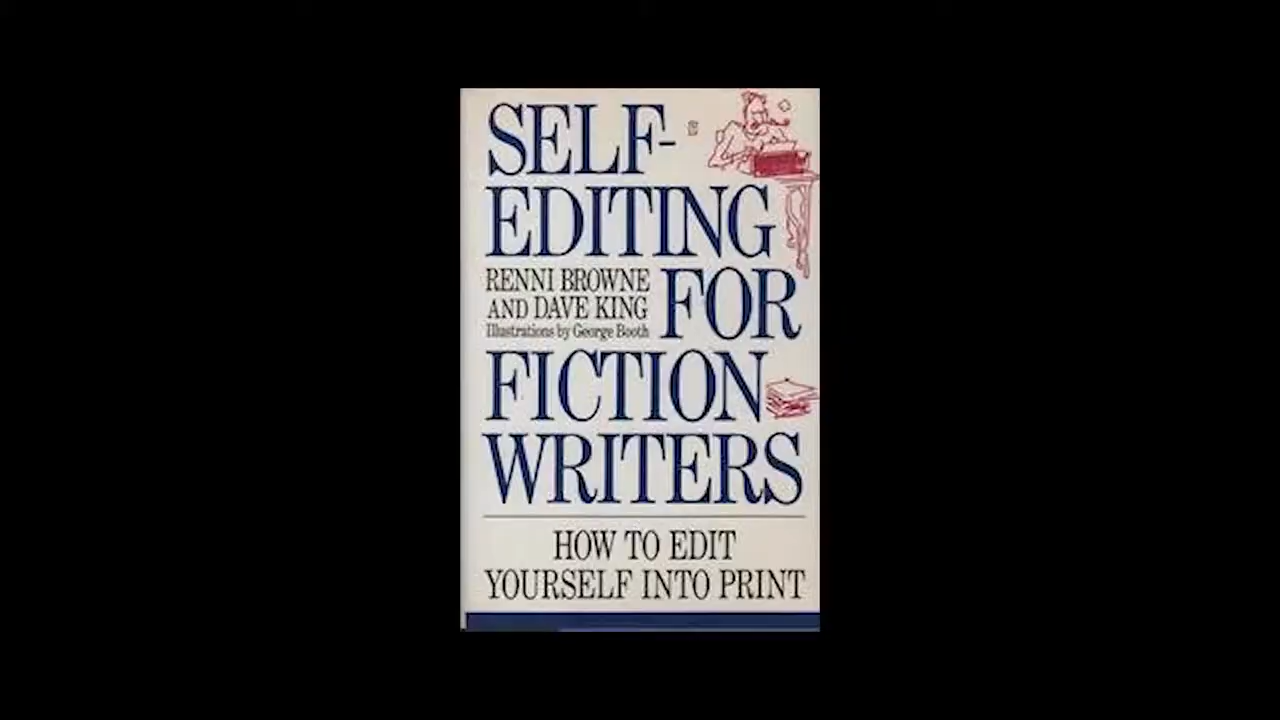 SELF-
EDITING
RENNI BROWNE
AND DAVE KING
Illustrations by George Booth
FOR
FICTION
WRITERS
HOW TO EDIT
YOURSELF INTO PRINT